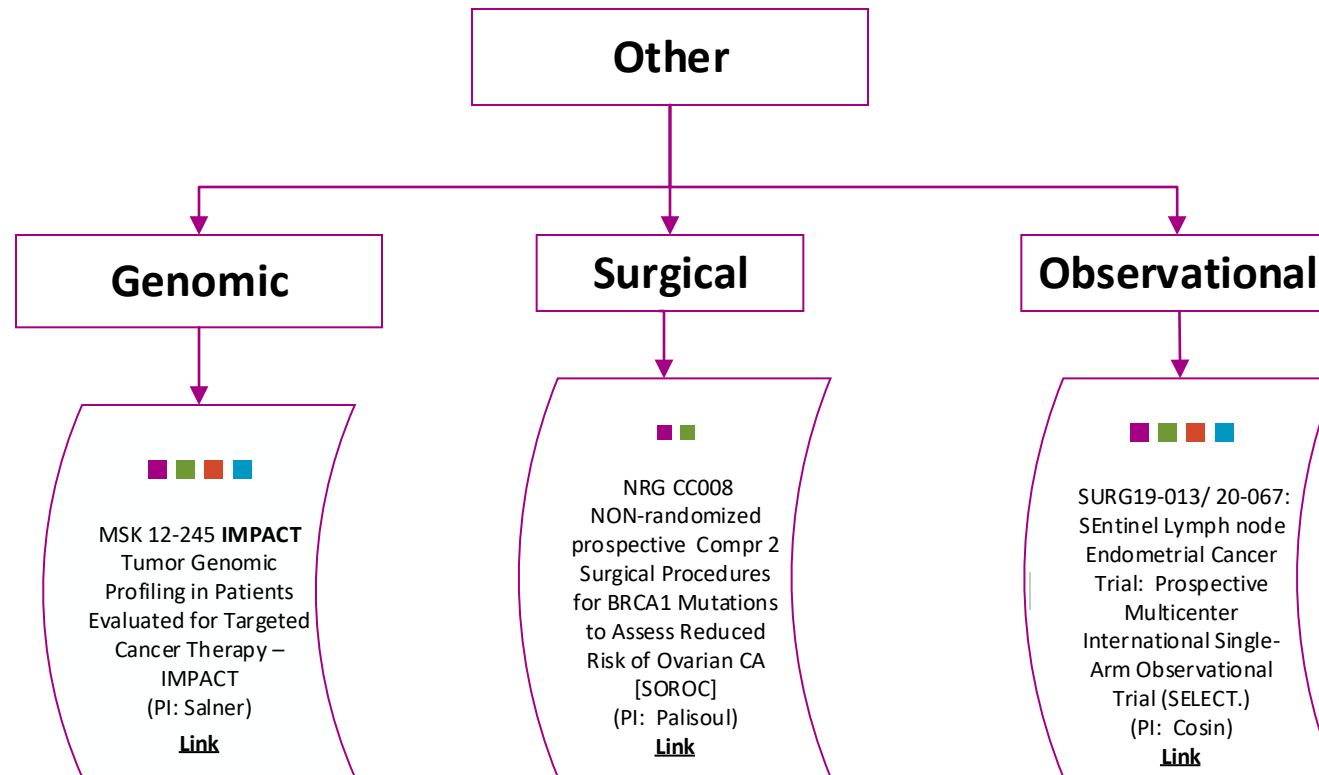 Other
Genomic
Surgical
Observational
MSK 12-245 IMPACT
Tumor Genomic
Profiling in Patients
Evaluated for Targeted
Cancer Therapy –
IMPACT
(PI: Salner)
Link
NRG CC008
NON-randomized
prospective Compr 2
Surgical Procedures
for BRCA1 Mutations
to Assess Reduced
Risk of Ovarian CA
[SOROC]
(PI: Palisoul)
Link
SURG19-013/ 20-067:
SEntinel Lymph node
Endometrial Cancer
Trial: Prospective
Multicenter
International Single-
Arm Observational
Trial (SELECT.)
(PI: Cosin)
Link